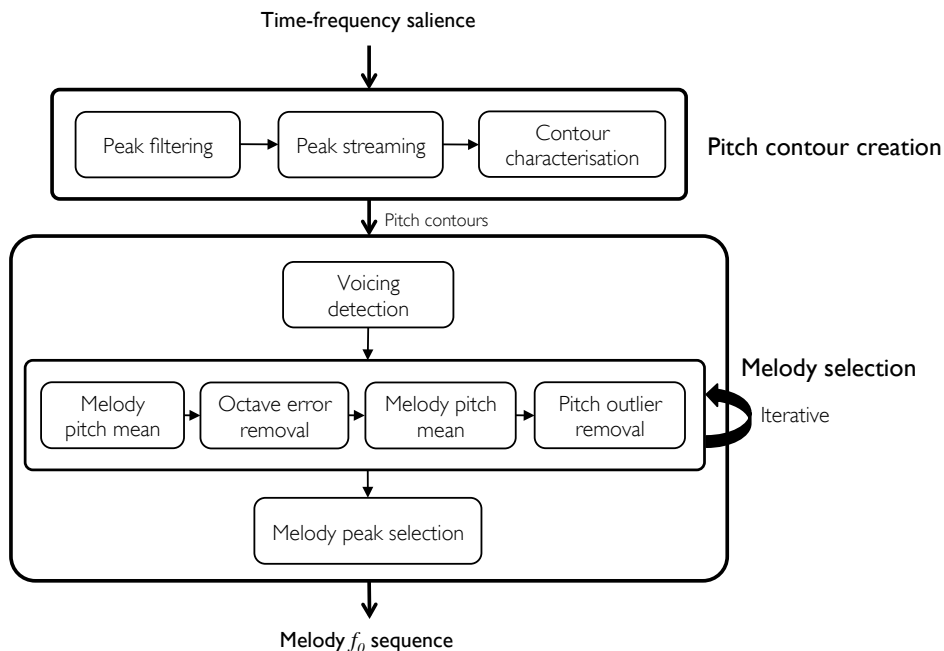 Time-frequency salience
Peak filtering
Peak streaming
Contour
characterisation
Pitch contour creation
Pitch contours
Voicing
detection
Melody selection
Melody
pitch mean
Octave error
removal
Melody pitch
mean
Pitch outlier
removal
Iterative
Melody peak selection
Melody f₀ sequence